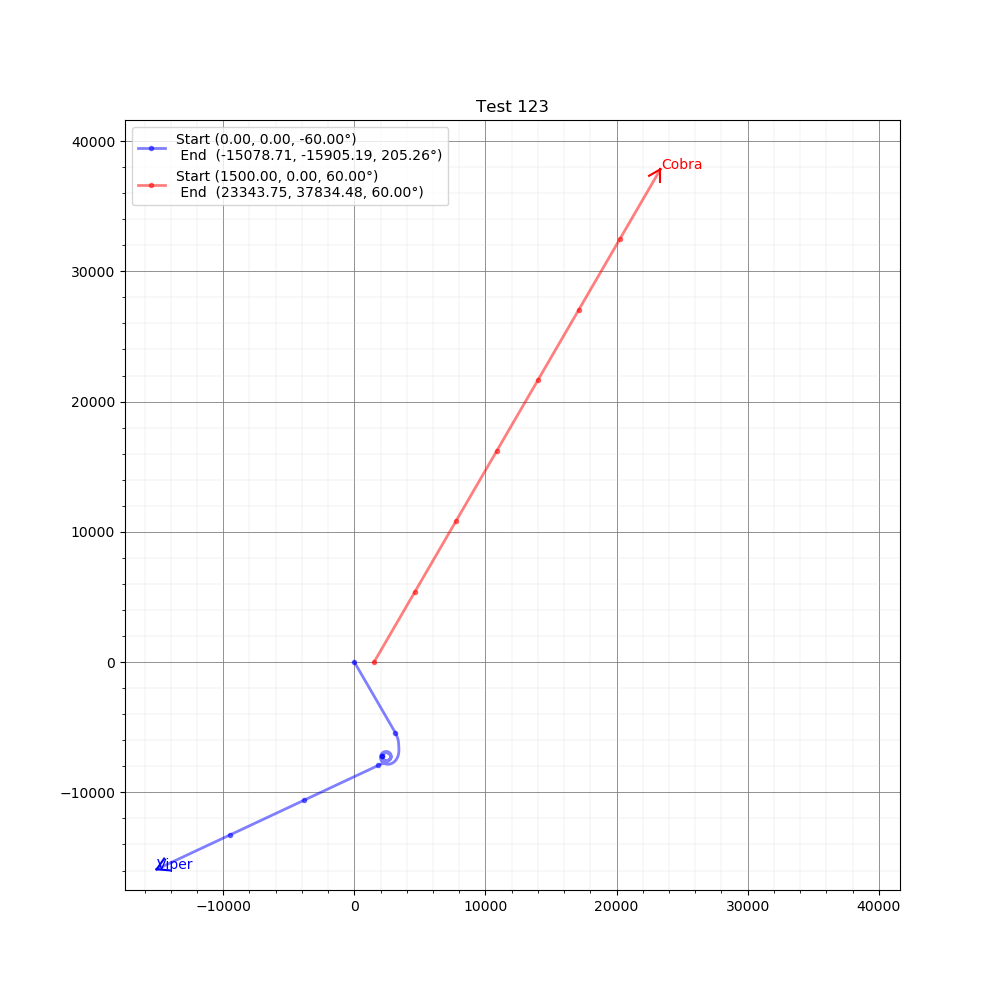 Test 123
Start (0.00, 0.00, -60.00°)
End (-15078.71, -15905.19, 205.26°)
Start (1500.00, 0.00, 60.00°)
End (23343.75, 37834.48, 60.00°)
Cobra
40000
30000
20000
10000
0
−10000
Viper
−10000
0
10000
20000
30000
40000